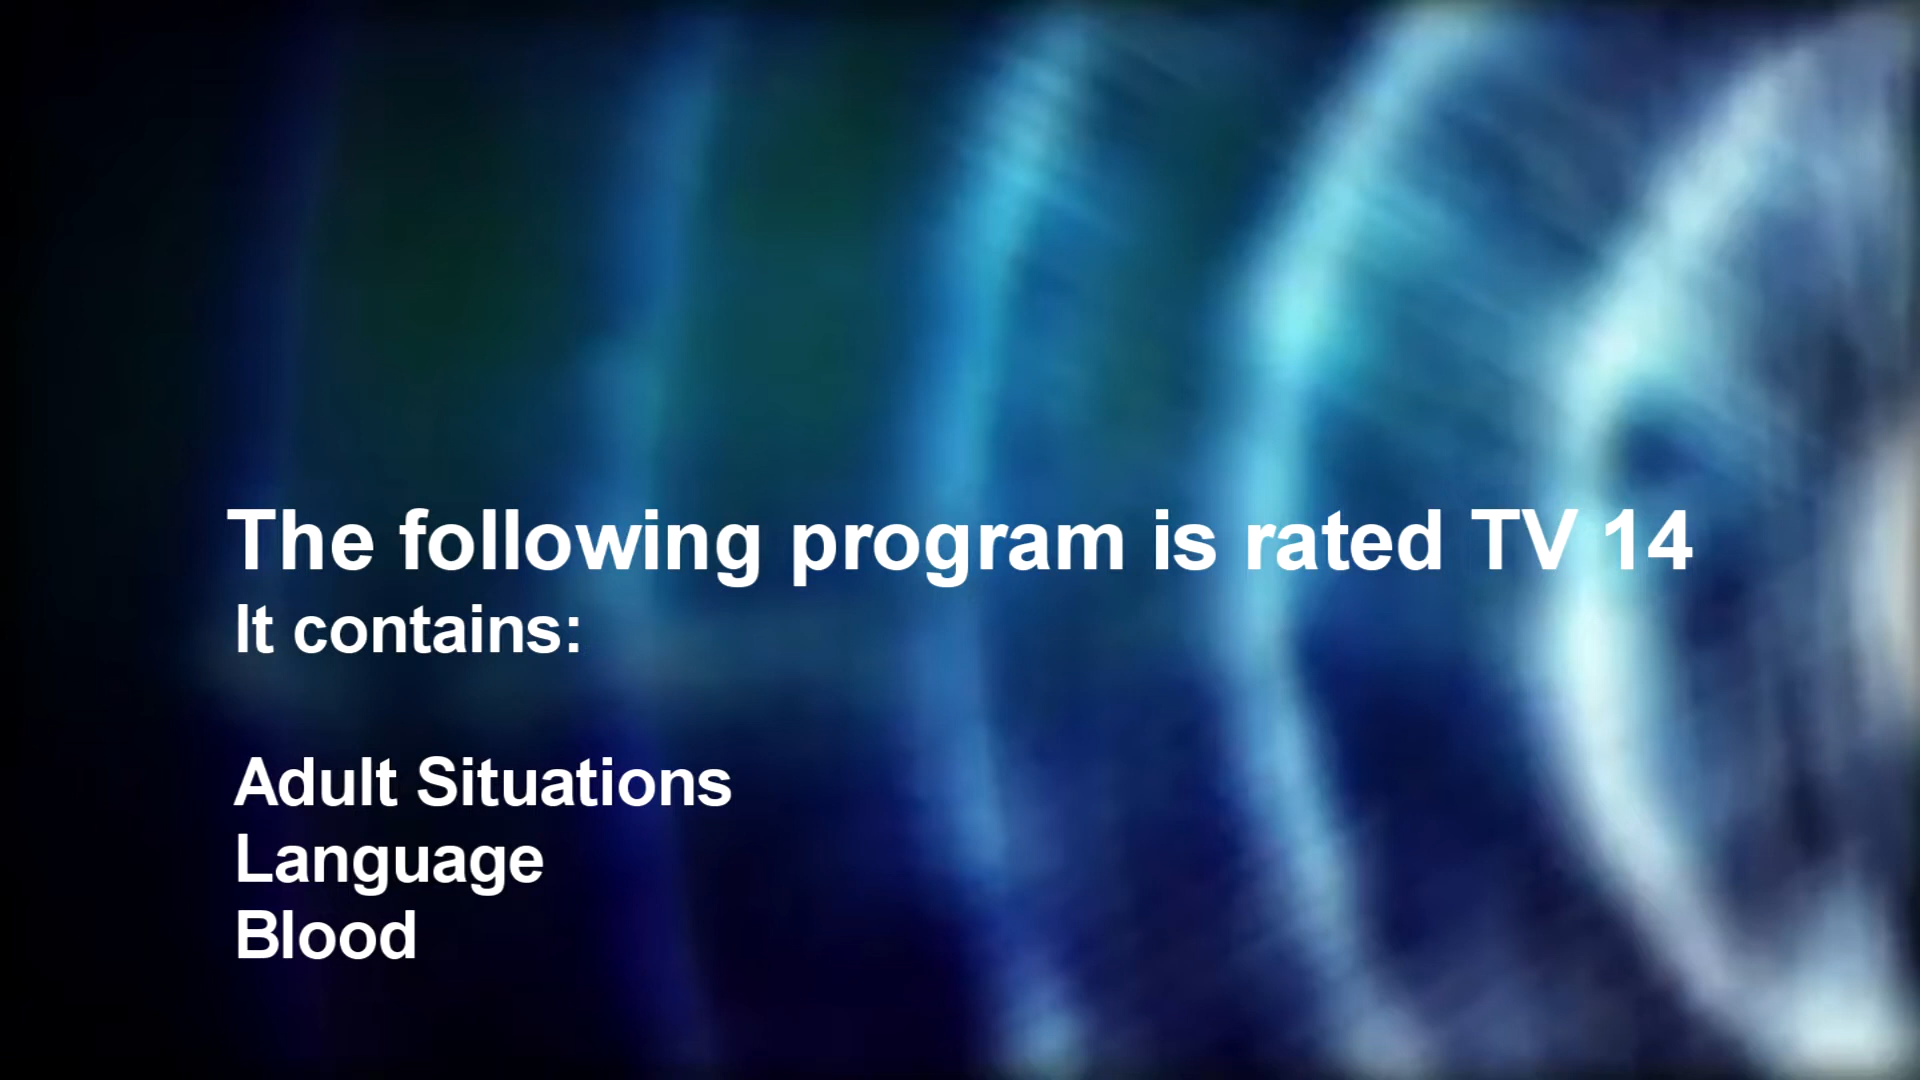 The following program is rated TV 14
It contains:
Adult Situations
Language
Blood